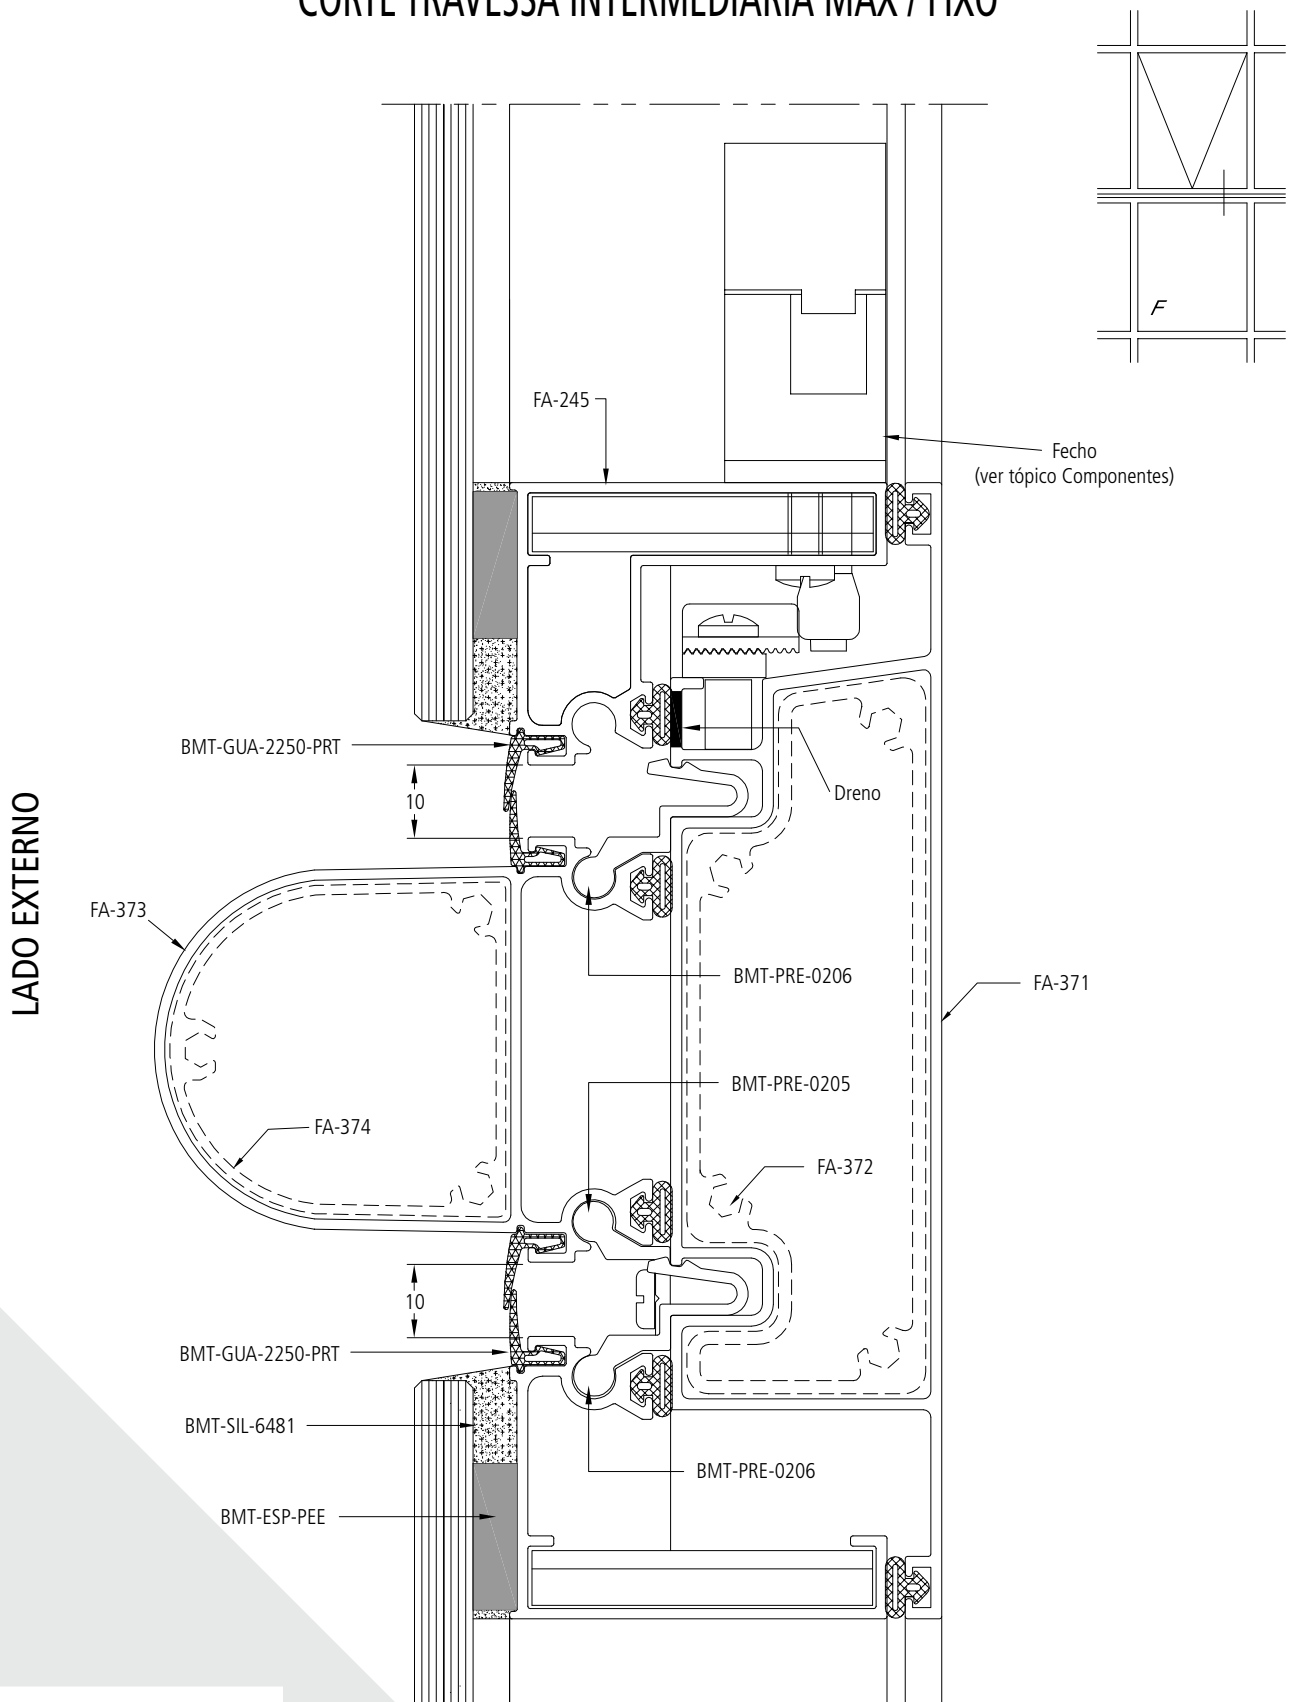 CORTE TRAVESSA INTERMEDIÁRIA MAX / FIXO
F
FA-245
Fecho
(ver tópico Componentes)
BMT-GUA-2250-PRT
10
Dreno
LADO EXTERNO
FA-373
BMT-PRE-0206
FA-371
BMT-PRE-0205
FA-374
FA-372
10
BMT-GUA-2250-PRT
BMT-SIL-6481
BMT-PRE-0206
BMT-ESP-PEE